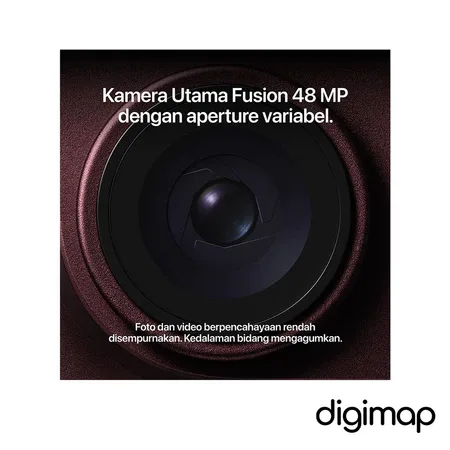 Kamera Utama Fusion 48 MP
dengan aperture variabel.
Foto dan video berpencahayaan rendah
disempurnakan. Kedalaman bidang mengagumkan.
digimap